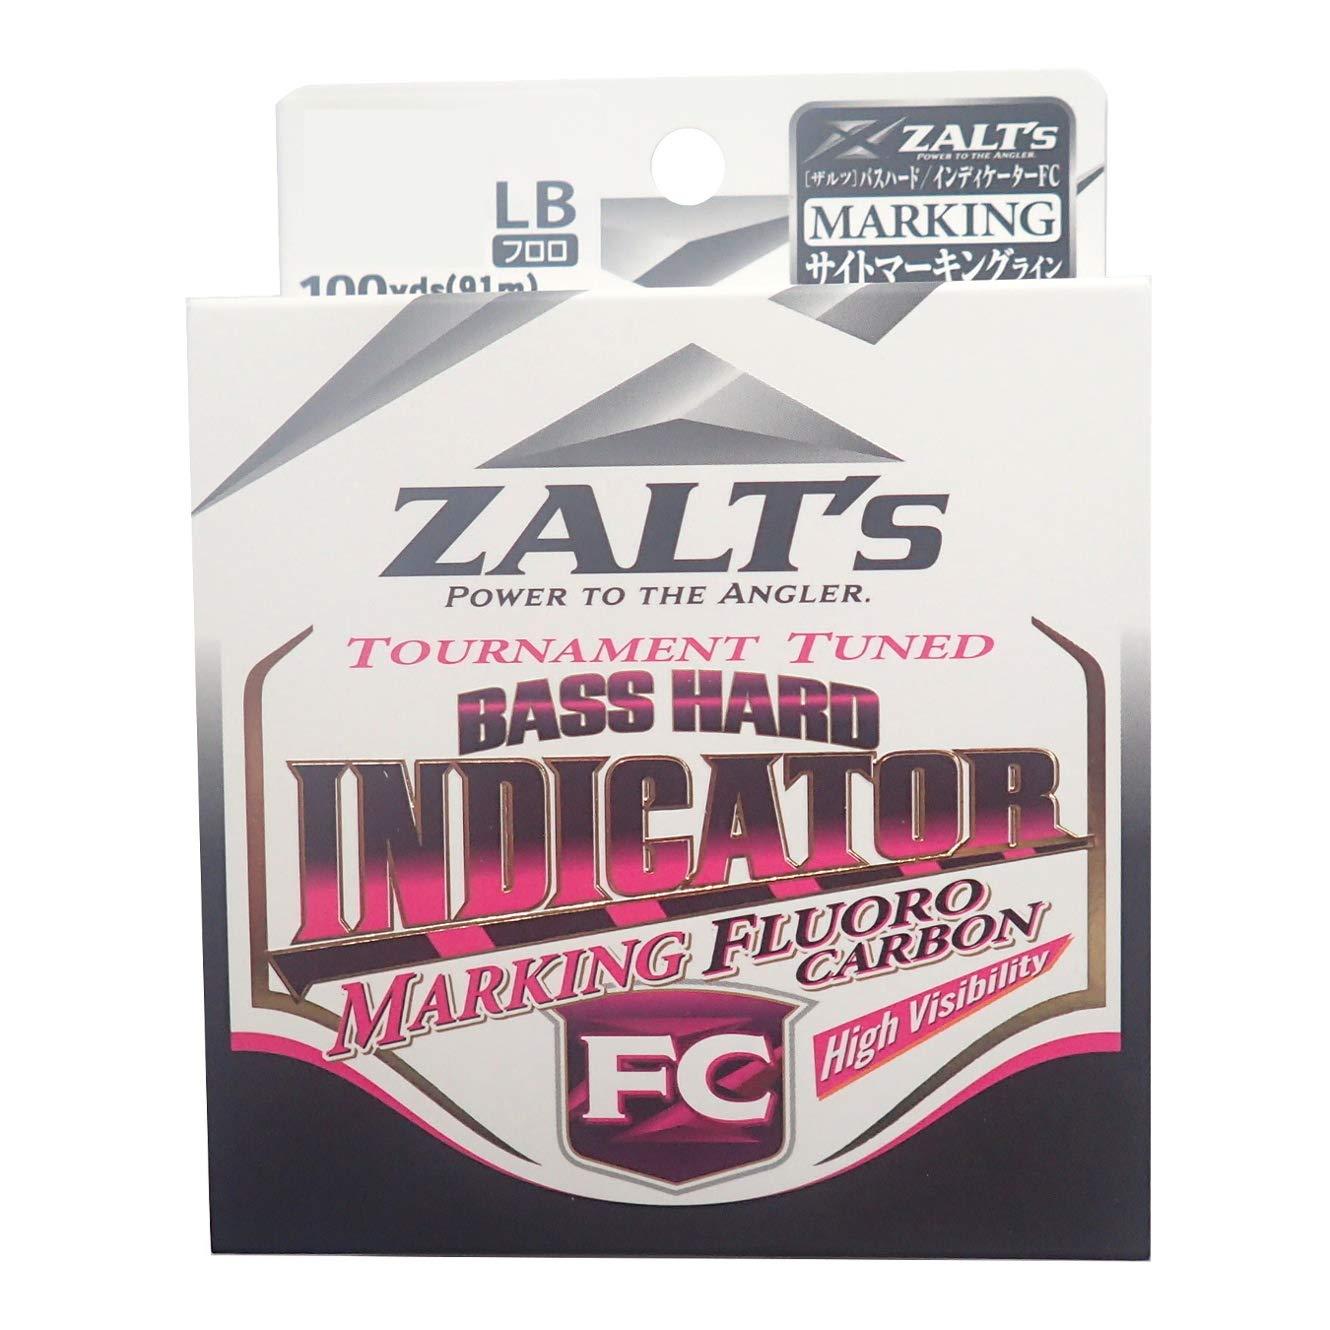 LB
フロロ
100yds(91m)
ZALT's
POWER TO THE ANGLER.
[ザルツ]バスハード/インディケーターFC
MARKING
サイトマーキングライン
ZALT's
POWER TO THE ANGLER.
TOURNAMENT TUNED
BASS HARD
INDICATOR
MARKING FLUORO
CARBON
High Visibility
FC